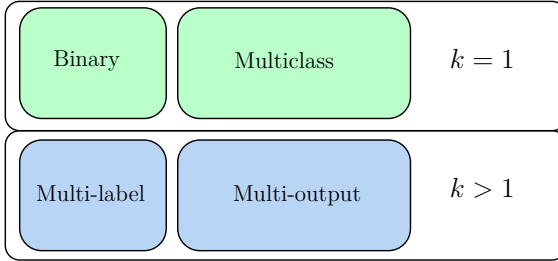 Binary Multiclass k = 1
Multi-label Multi-output k > 1